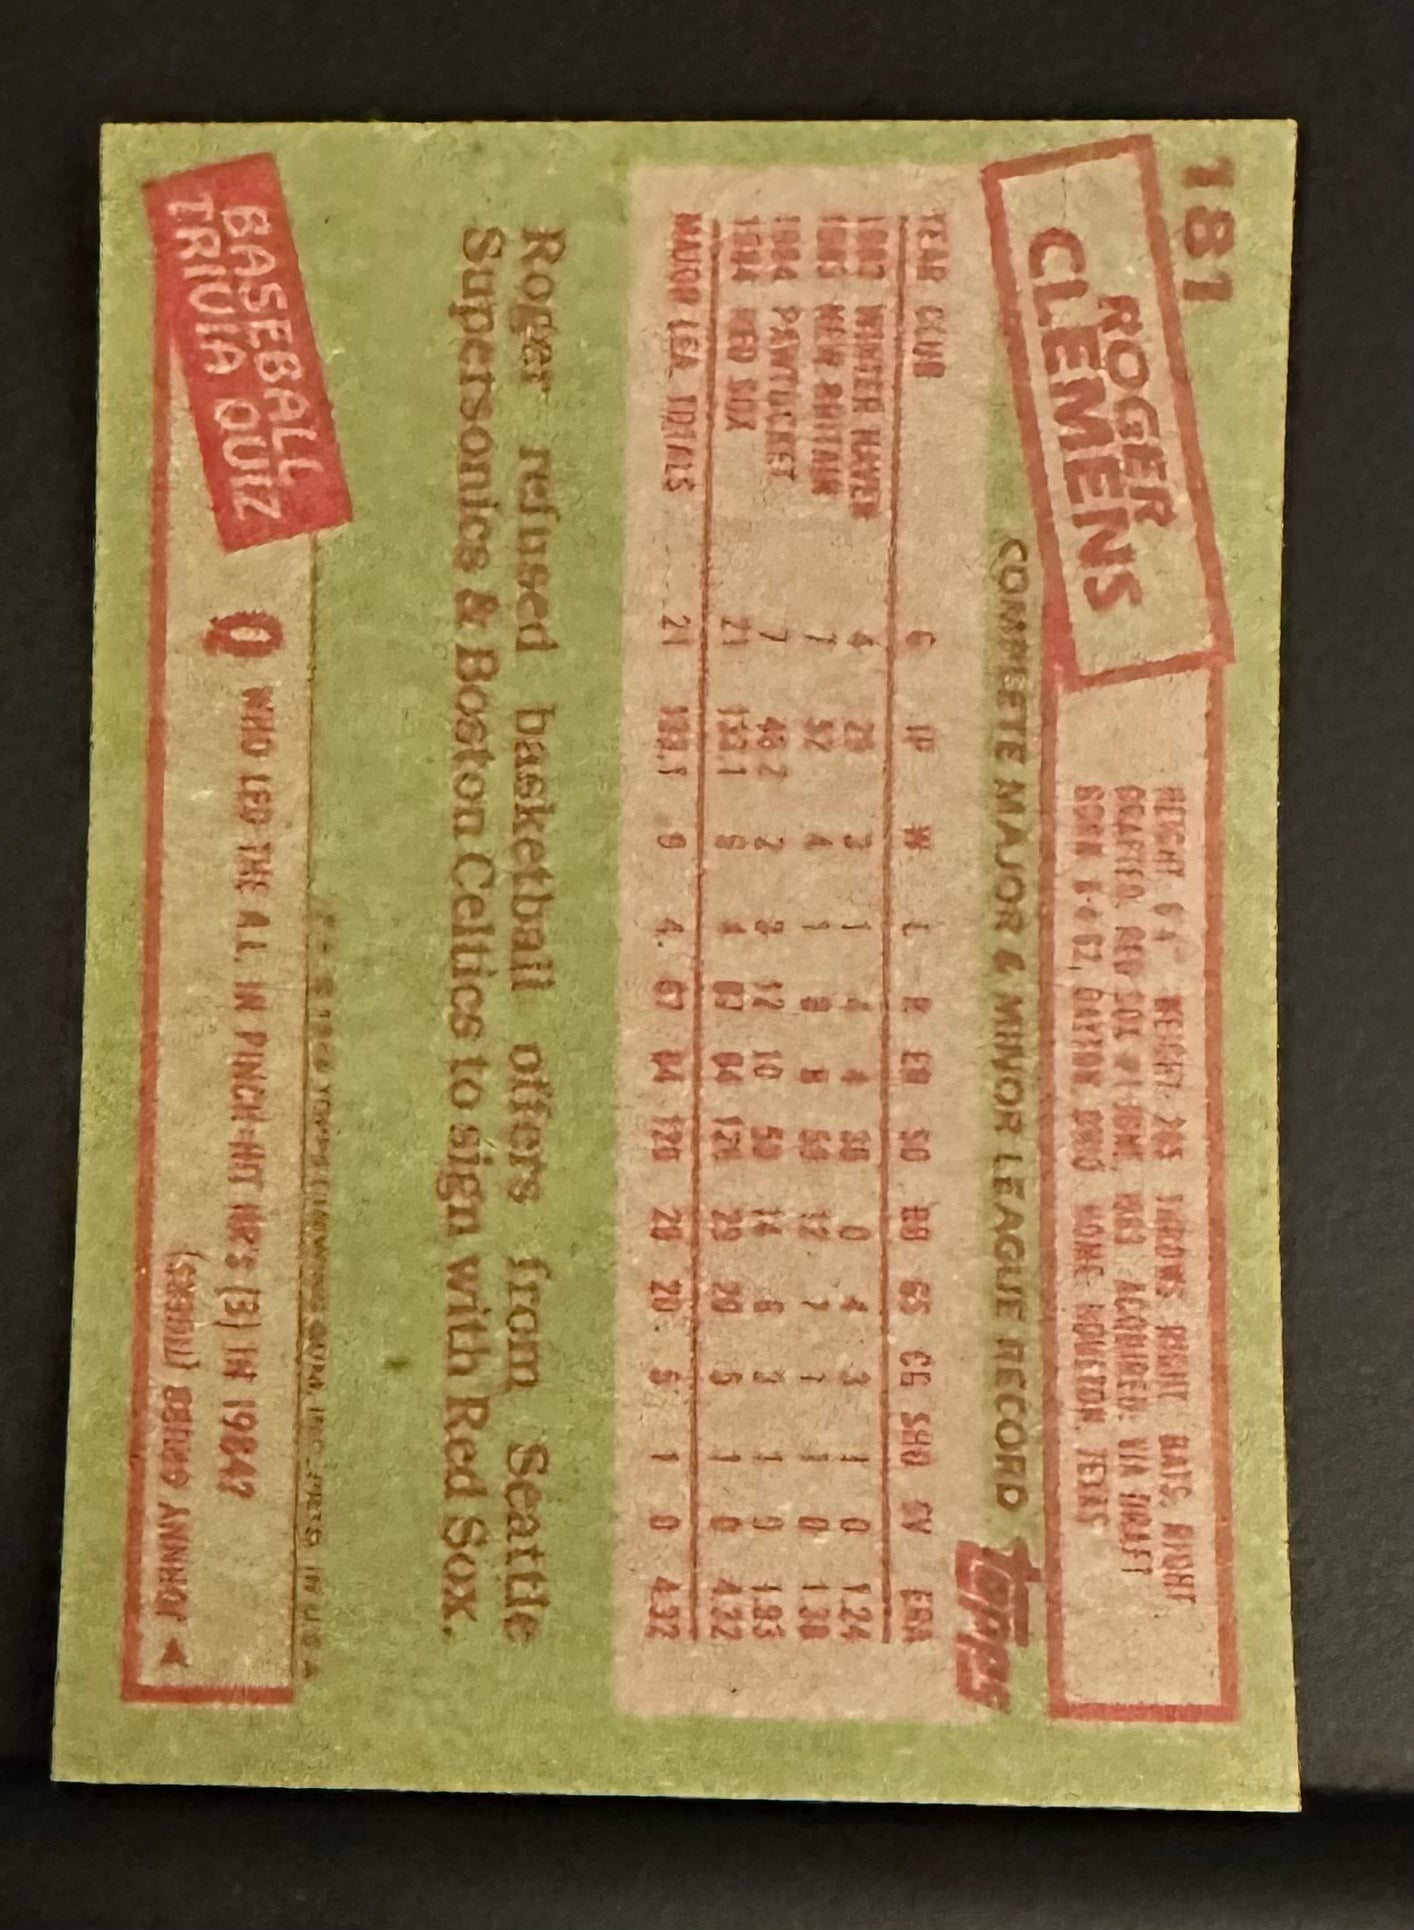 181
ROGER
CLEMENS
HEIGHT: 6'4" WEIGHT: 205 THROWS: RIGHT BATS: RIGHT
DRAFTED: RED SOX #1-JUNE, 1983 ACQUIRED: VIA DRAFT
BORN 8-4-62, DAYTON, OHIO HOME: HOUSTON, TEXAS
COMPLETE MAJOR & MINOR LEAGUE RECORD topps
YEAR CLUB G IP W L R ER SO BB GS CG SHO SV ERA
WINTER HAVEN 4 29 3 1 4 4 36 0 4 3 1 0 1.24
NEW BRITAIN 7 52 4 1 8 12 7 1 1 0 1.38
1984 PAWTUCKET 7 46.2 2 3 12 10 50 14 6 3 1 0 1.93
1984 RED SOX 21 133.1 9 4 67 64 126 29 20 5 1 0 4.32
MAJOR LEA. TOTALS 21 133.1 9 4 67 64 126 29 20 5 1 0 4.32
Roger refused basketball offers from Seattle
Supersonics & Boston Celtics to sign with Red Sox.
BASEBALL
TRIVIA QUIZ
Q WHO LED THE A.L. IN PINCH-HIT HR'S (3) IN 1984?
JOHNNY GRUBB (TIGERS)